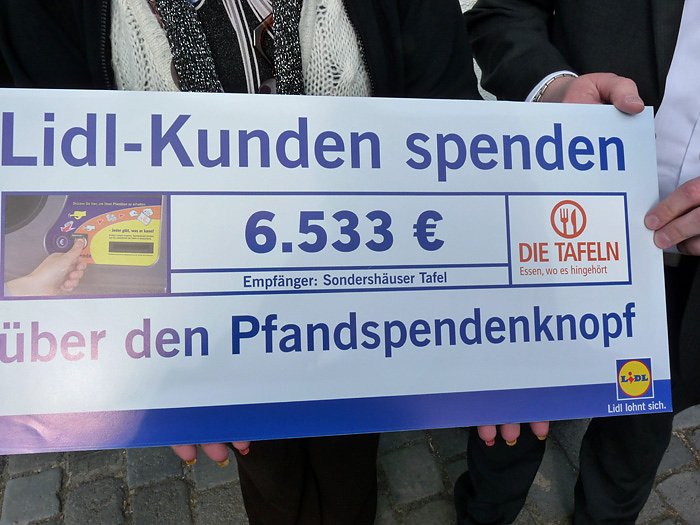 Lidl-Kunden spenden
6.533 €
Empfänger: Sondershäuser Tafel
DIE TAFELN
Essen, wo es hingehört
über den Pfandspendenknopf
LIDL
Lidl lohnt sich.